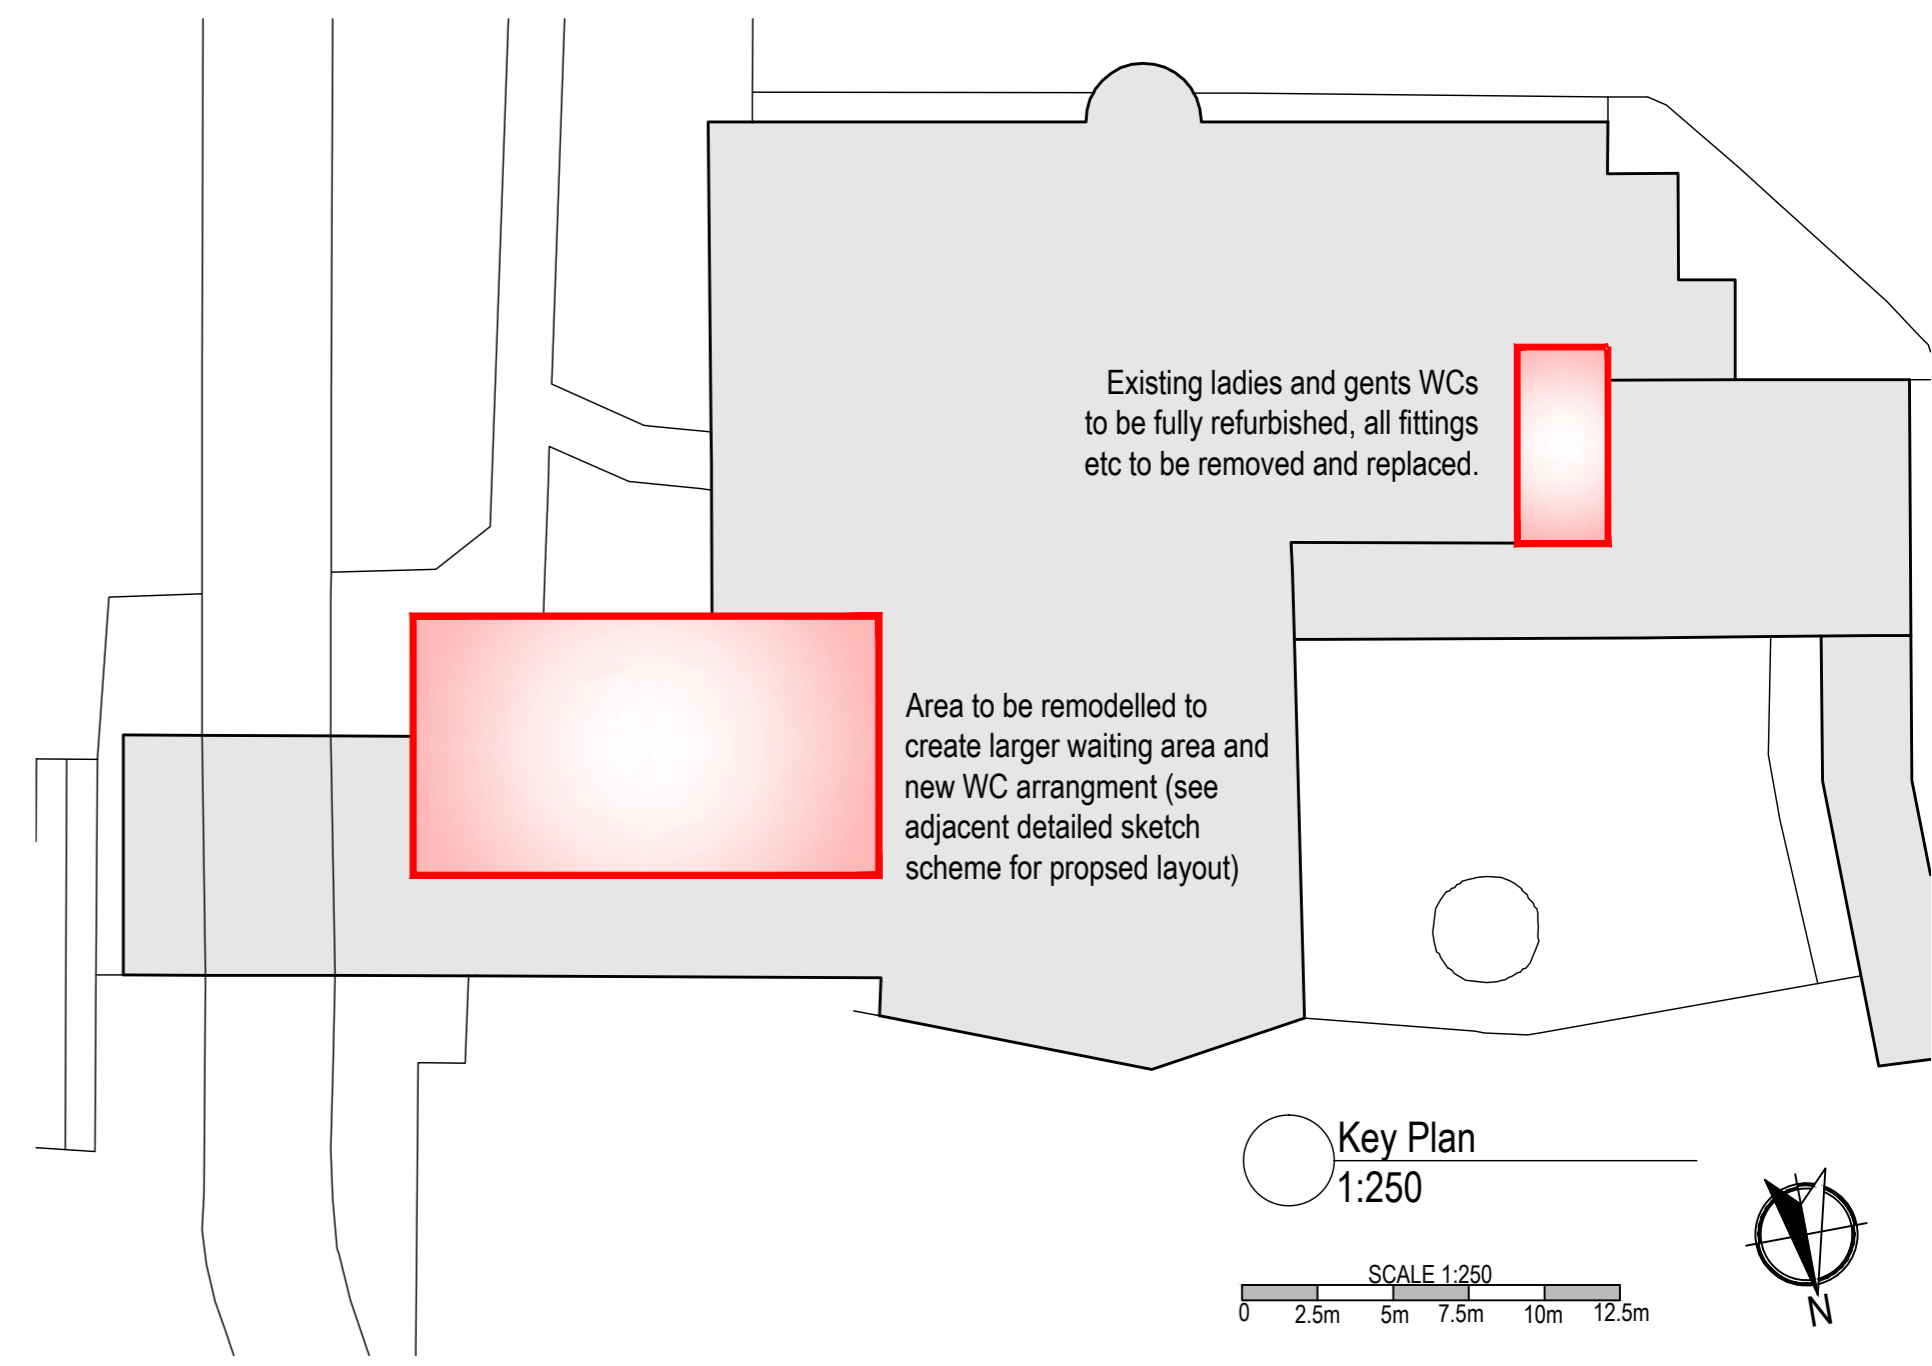 Existing ladies and gents WCs
to be fully refurbished, all fittings
etc to be removed and replaced.
Area to be remodelled to
create larger waiting area and
new WC arrangment (see
adjacent detailed sketch
scheme for propsed layout)
Key Plan
1:250
SCALE 1:250
0 2.5m 5m 7.5m 10m 12.5m
N